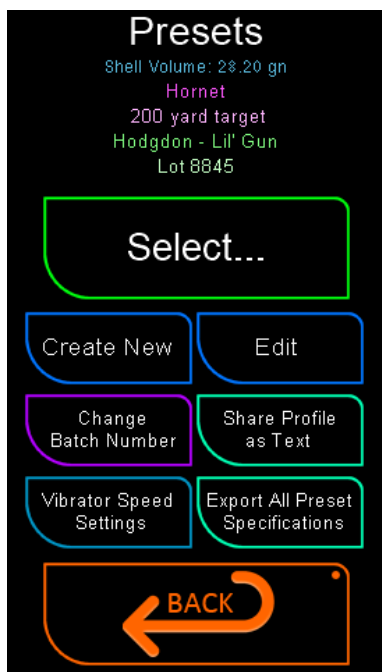 Presets
Shell Volume: 28.20 gn
Hornet
200 yard target
Hodgdon - Lil' Gun
Lot 8845
Select...
Create New
Edit
Change
Batch Number
Share Profile
as Text
Vibrator Speed
Settings
Export All Preset
Specifications
BACK